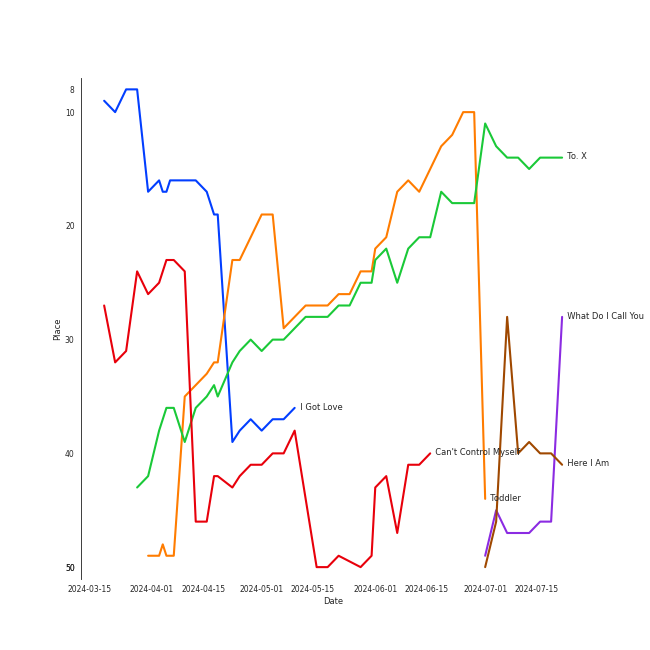 8
10
To. X
20
What Do I Call You
Place
30
I Got Love
Can't Control Myself
40
Here I Am
Toddler
50
2024-03-15
2024-04-01
2024-04-15
2024-05-01
2024-05-15
2024-06-01
2024-06-15
2024-07-01
2024-07-15
Date